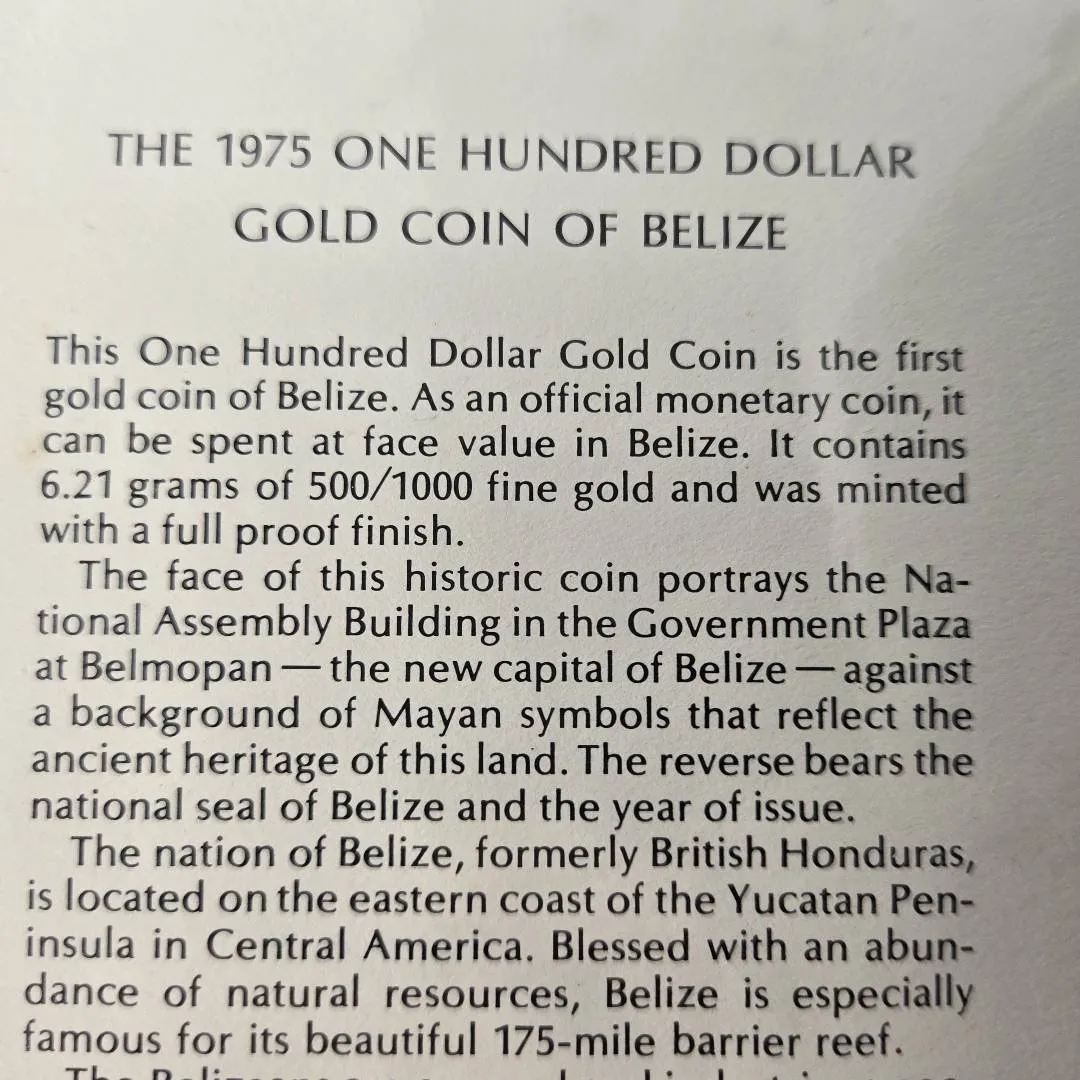 THE 1975 ONE HUNDRED DOLLAR
GOLD COIN OF BELIZE
This One Hundred Dollar Gold Coin is the first
gold coin of Belize. As an official monetary coin, it
can be spent at face value in Belize. It contains
6.21 grams of 500/1000 fine gold and was minted
with a full proof finish.
The face of this historic coin portrays the Na-
tional Assembly Building in the Government Plaza
at Belmopan — the new capital of Belize — against
a background of Mayan symbols that reflect the
ancient heritage of this land. The reverse bears the
national seal of Belize and the year of issue.
The nation of Belize, formerly British Honduras,
is located on the eastern coast of the Yucatan Pen-
insula in Central America. Blessed with an abun-
dance of natural resources, Belize is especially
famous for its beautiful 175-mile barrier reef.
The